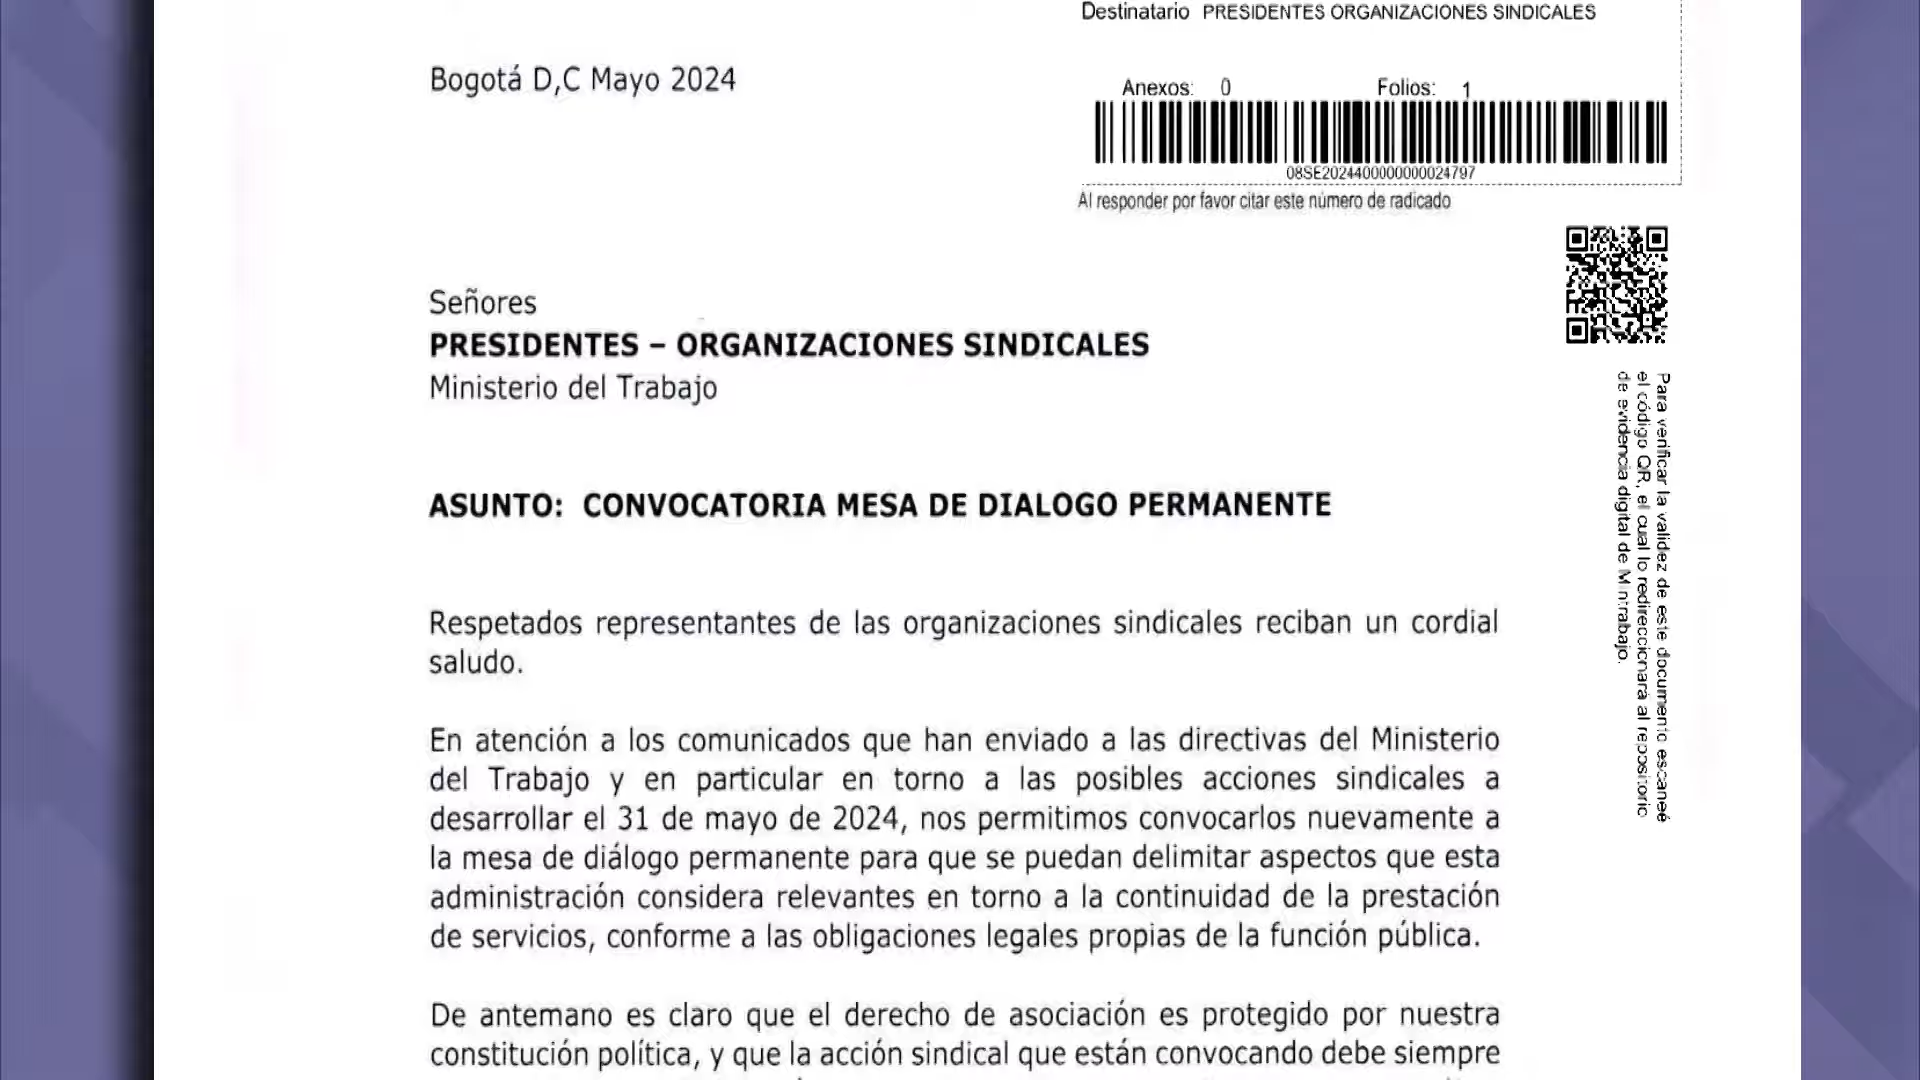 Destinatario PRESIDENTES ORGANIZACIONES SINDICALES
Bogotá D,C Mayo 2024
Anexos: 0 Folios: 1
08SE2024400000000024797
Al responder por favor citar este número de radicado
Señores
PRESIDENTES – ORGANIZACIONES SINDICALES
Ministerio del Trabajo
ASUNTO: CONVOCATORIA MESA DE DIALOGO PERMANENTE
Para verificar la validez de este documento escaneé
el código QR, el cual lo redireccionará al repositorio
de evidencia digital de Mintrabajo.
Respetados representantes de las organizaciones sindicales reciban un cordial
saludo.
En atención a los comunicados que han enviado a las directivas del Ministerio
del Trabajo y en particular en torno a las posibles acciones sindicales a
desarrollar el 31 de mayo de 2024, nos permitimos convocarlos nuevamente a
la mesa de diálogo permanente para que se puedan delimitar aspectos que esta
administración considera relevantes en torno a la continuidad de la prestación
de servicios, conforme a las obligaciones legales propias de la función pública.
De antemano es claro que el derecho de asociación es protegido por nuestra
constitución política, y que la acción sindical que están convocando debe siempre